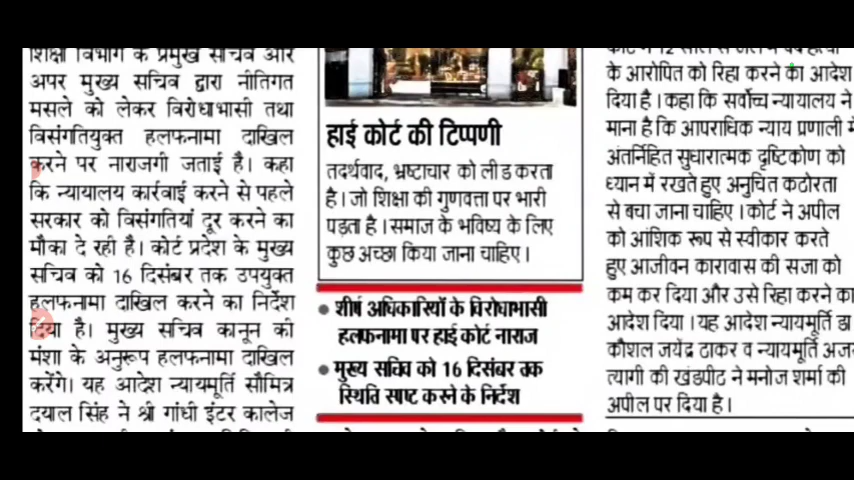 शिक्षा विभाग के प्रमुख सचिव और
अपर मुख्य सचिव द्वारा नीतिगत
मसले को लेकर विरोधाभासी तथा
विसंगतियुक्त हलफनामा दाखिल
करने पर नाराजगी जताई है। कहा
कि न्यायालय कार्रवाई करने से पहले
सरकार को विसंगतियां दूर करने का
मौका दे रही है। कोर्ट प्रदेश के मुख्य
सचिव को 16 दिसंबर तक उपयुक्त
हलफनामा दाखिल करने का निर्देश
दिया है। मुख्य सचिव कानून की
मंशा के अनुरूप हलफनामा दाखिल
करेंगे। यह आदेश न्यायमूर्ति सौमित्र
दयाल सिंह ने श्री गांधी इंटर कालेज
हाई कोर्ट की टिप्पणी
तदर्थवाद, भ्रष्टाचार को लीड करता
है। जो शिक्षा की गुणवत्ता पर भारी
पड़ता है। समाज के भविष्य के लिए
कुछ अच्छा किया जाना चाहिए।
● शीर्ष अधिकारियों के विरोधाभासी
हलफनामा पर हाई कोर्ट नाराज
● मुख्य सचिव को 16 दिसंबर तक
स्थिति स्पष्ट करने के निर्देश
के आरोपित को रिहा करने का आदेश
दिया है। कहा कि सर्वोच्च न्यायालय ने
माना है कि आपराधिक न्याय प्रणाली में
अंतर्निहित सुधारात्मक दृष्टिकोण को
ध्यान में रखते हुए अनुचित कठोरता
से बचा जाना चाहिए। कोर्ट ने अपील
को आंशिक रूप से स्वीकार करते
हुए आजीवन कारावास की सजा को
कम कर दिया और उसे रिहा करने का
आदेश दिया। यह आदेश न्यायमूर्ति डा
कौशल जयेंद्र ठाकर व न्यायमूर्ति अजय
त्यागी की खंडपीठ ने मनोज शर्मा की
अपील पर दिया है।